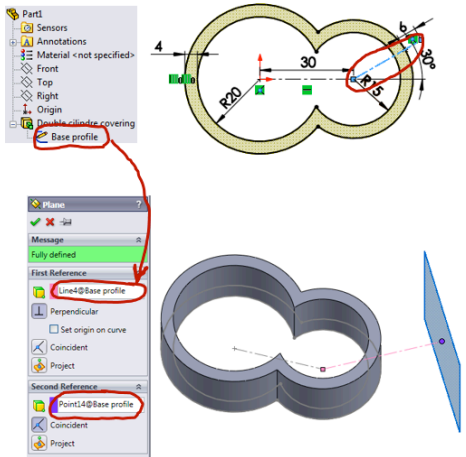 Part1
Sensors
Annotations
Material <not specified>
Front
Top
Right
Origin
Double cilindre covering
Base profile
4
30
6
30°
R20
R15
Plane
?
Message
Fully defined
First Reference
Line4@Base profile
Perpendicular
Set origin on curve
Coincident
Project
Second Reference
Point14@Base profile
Coincident
Project